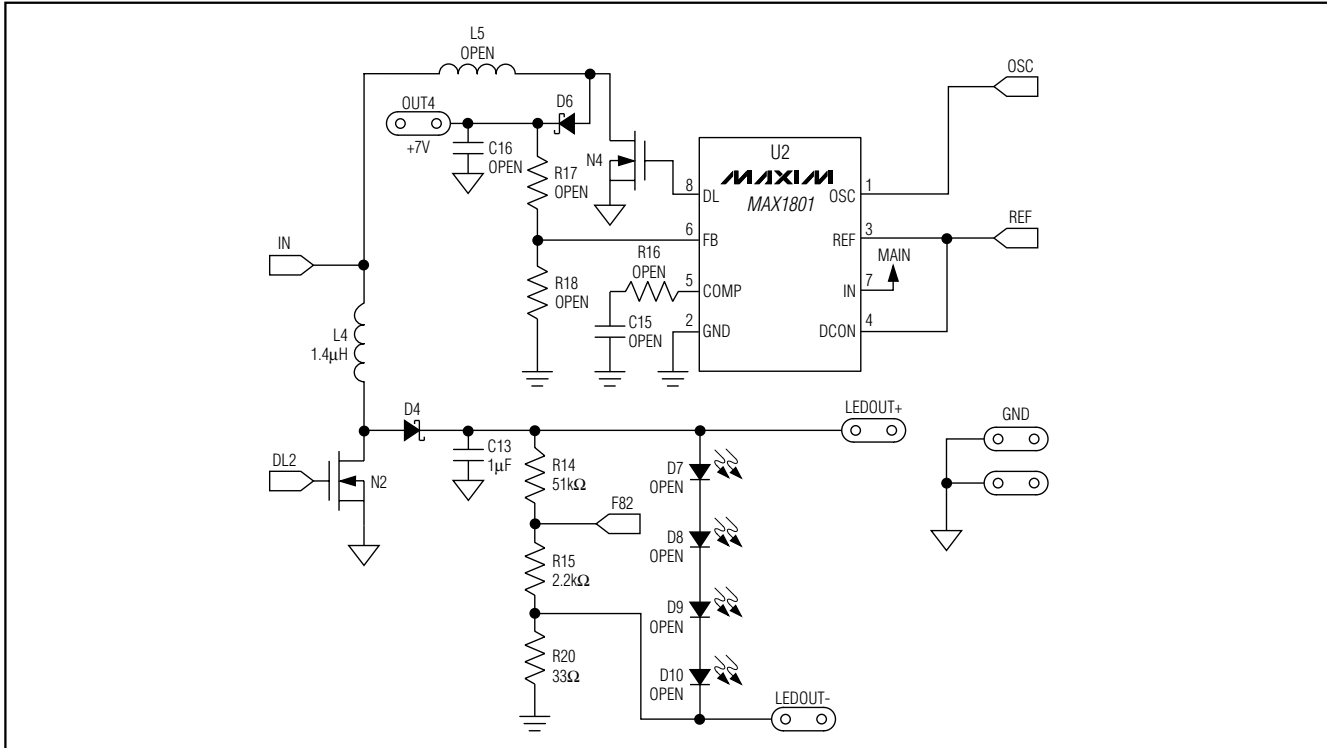 L5
OPEN
OSC
OUT4
+7V
D6
C16
OPEN
R17
OPEN
N4
U2
MAXIM
MAX1801
8
DL
OSC
1
6
FB
REF
3
REF
IN
R16
OPEN
5
COMP
MAIN
IN
7
R18
OPEN
C15
OPEN
2
GND
DCON
4
L4
1.4μH
D4
LEDOUT+
GND
C13
1μF
R14
51kΩ
D7
OPEN
DL2
N2
F82
D8
OPEN
R15
2.2kΩ
D9
OPEN
R20
33Ω
D10
OPEN
LEDOUT-